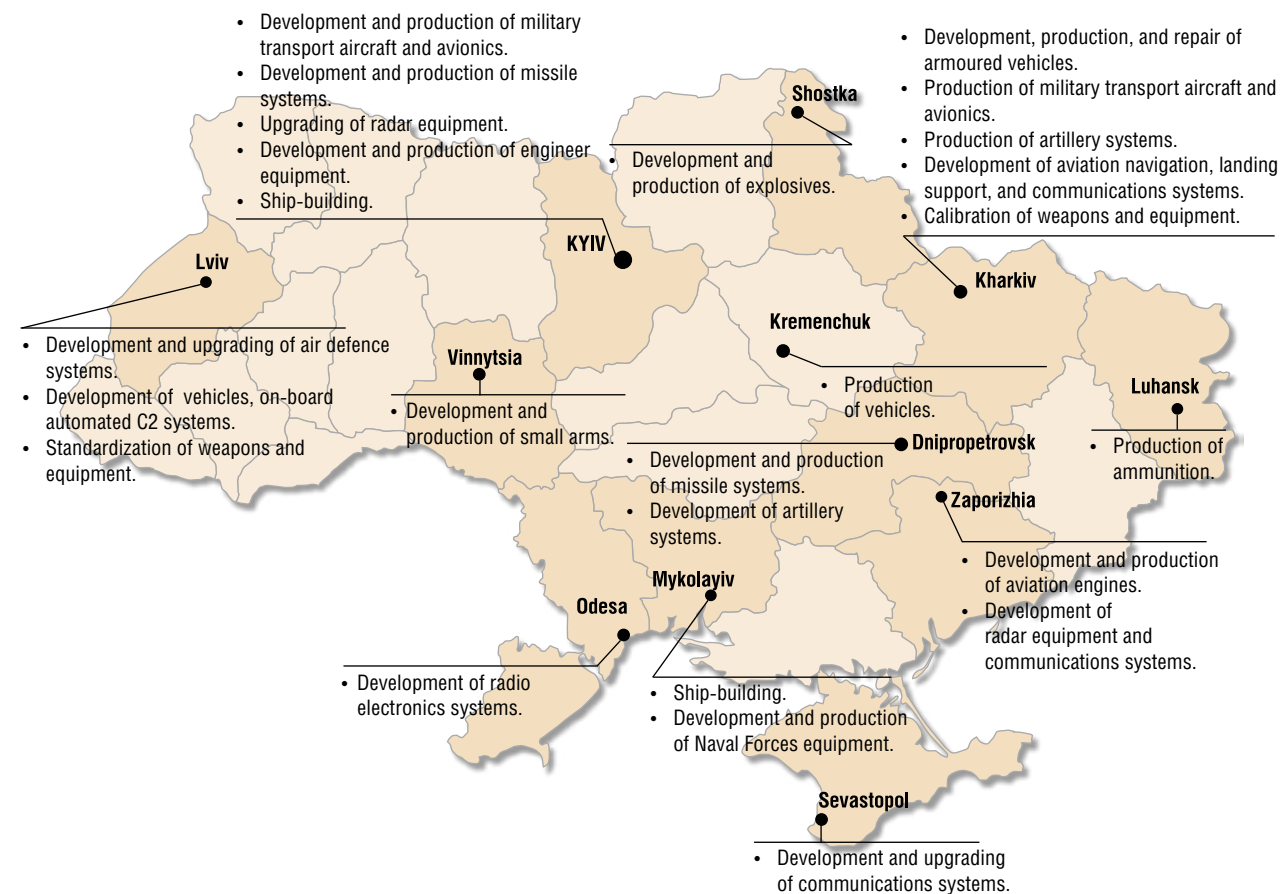 • Development and production of military
transport aircraft and avionics.
• Development and production of missile
systems.
• Upgrading of radar equipment.
• Development and production of engineer
equipment.
• Ship-building.
KYIV
• Development, production, and repair of
armoured vehicles.
• Production of military transport aircraft and
avionics.
• Production of artillery systems.
• Development of aviation navigation, landing
support, and communications systems.
• Calibration of weapons and equipment.
Kharkiv
Shostka
• Development and
production of explosives.
Lviv
• Development and upgrading of air defence
systems.
• Development of vehicles, on-board
automated C2 systems.
• Standardization of weapons and
equipment.
Vinnytsia
• Development and
production of small arms.
Kremenchuk
• Production
of vehicles.
Luhansk
• Production of
ammunition.
Dnipropetrovsk
• Development and production
of missile systems.
• Development of artillery
systems.
Zaporizhia
• Development and production
of aviation engines.
• Development of
radar equipment and
communications systems.
Mykolayiv
• Ship-building.
• Development and production
of Naval Forces equipment.
Odesa
• Development of radio
electronics systems.
Sevastopol
• Development and upgrading
of communications systems.